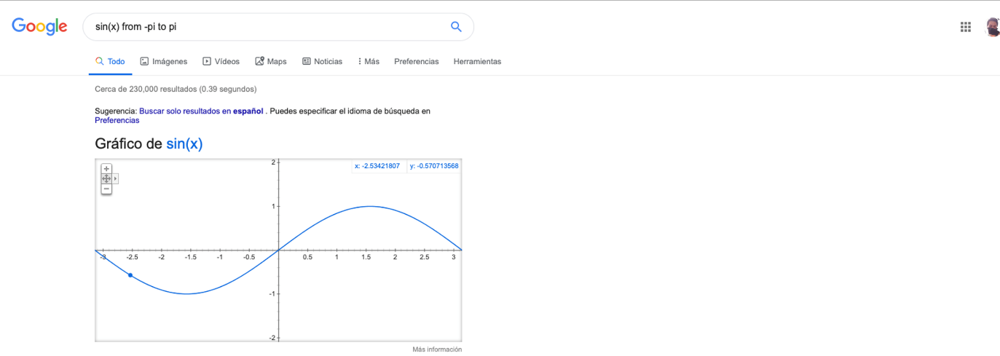 Google
sin(x) from -pi to pi
Todo Imágenes Vídeos Maps Noticias Más Preferencias Herramientas
Cerca de 230,000 resultados (0.39 segundos)
Sugerencia: Buscar solo resultados en español . Puedes especificar el idioma de búsqueda en
Preferencias
Gráfico de sin(x)
x: -2.53421807 y: -0.570713568
2
1
-3 -2.5 -2 -1.5 -1 -0.5 0.5 1 1.5 2 2.5 3
-1
-2
Más información